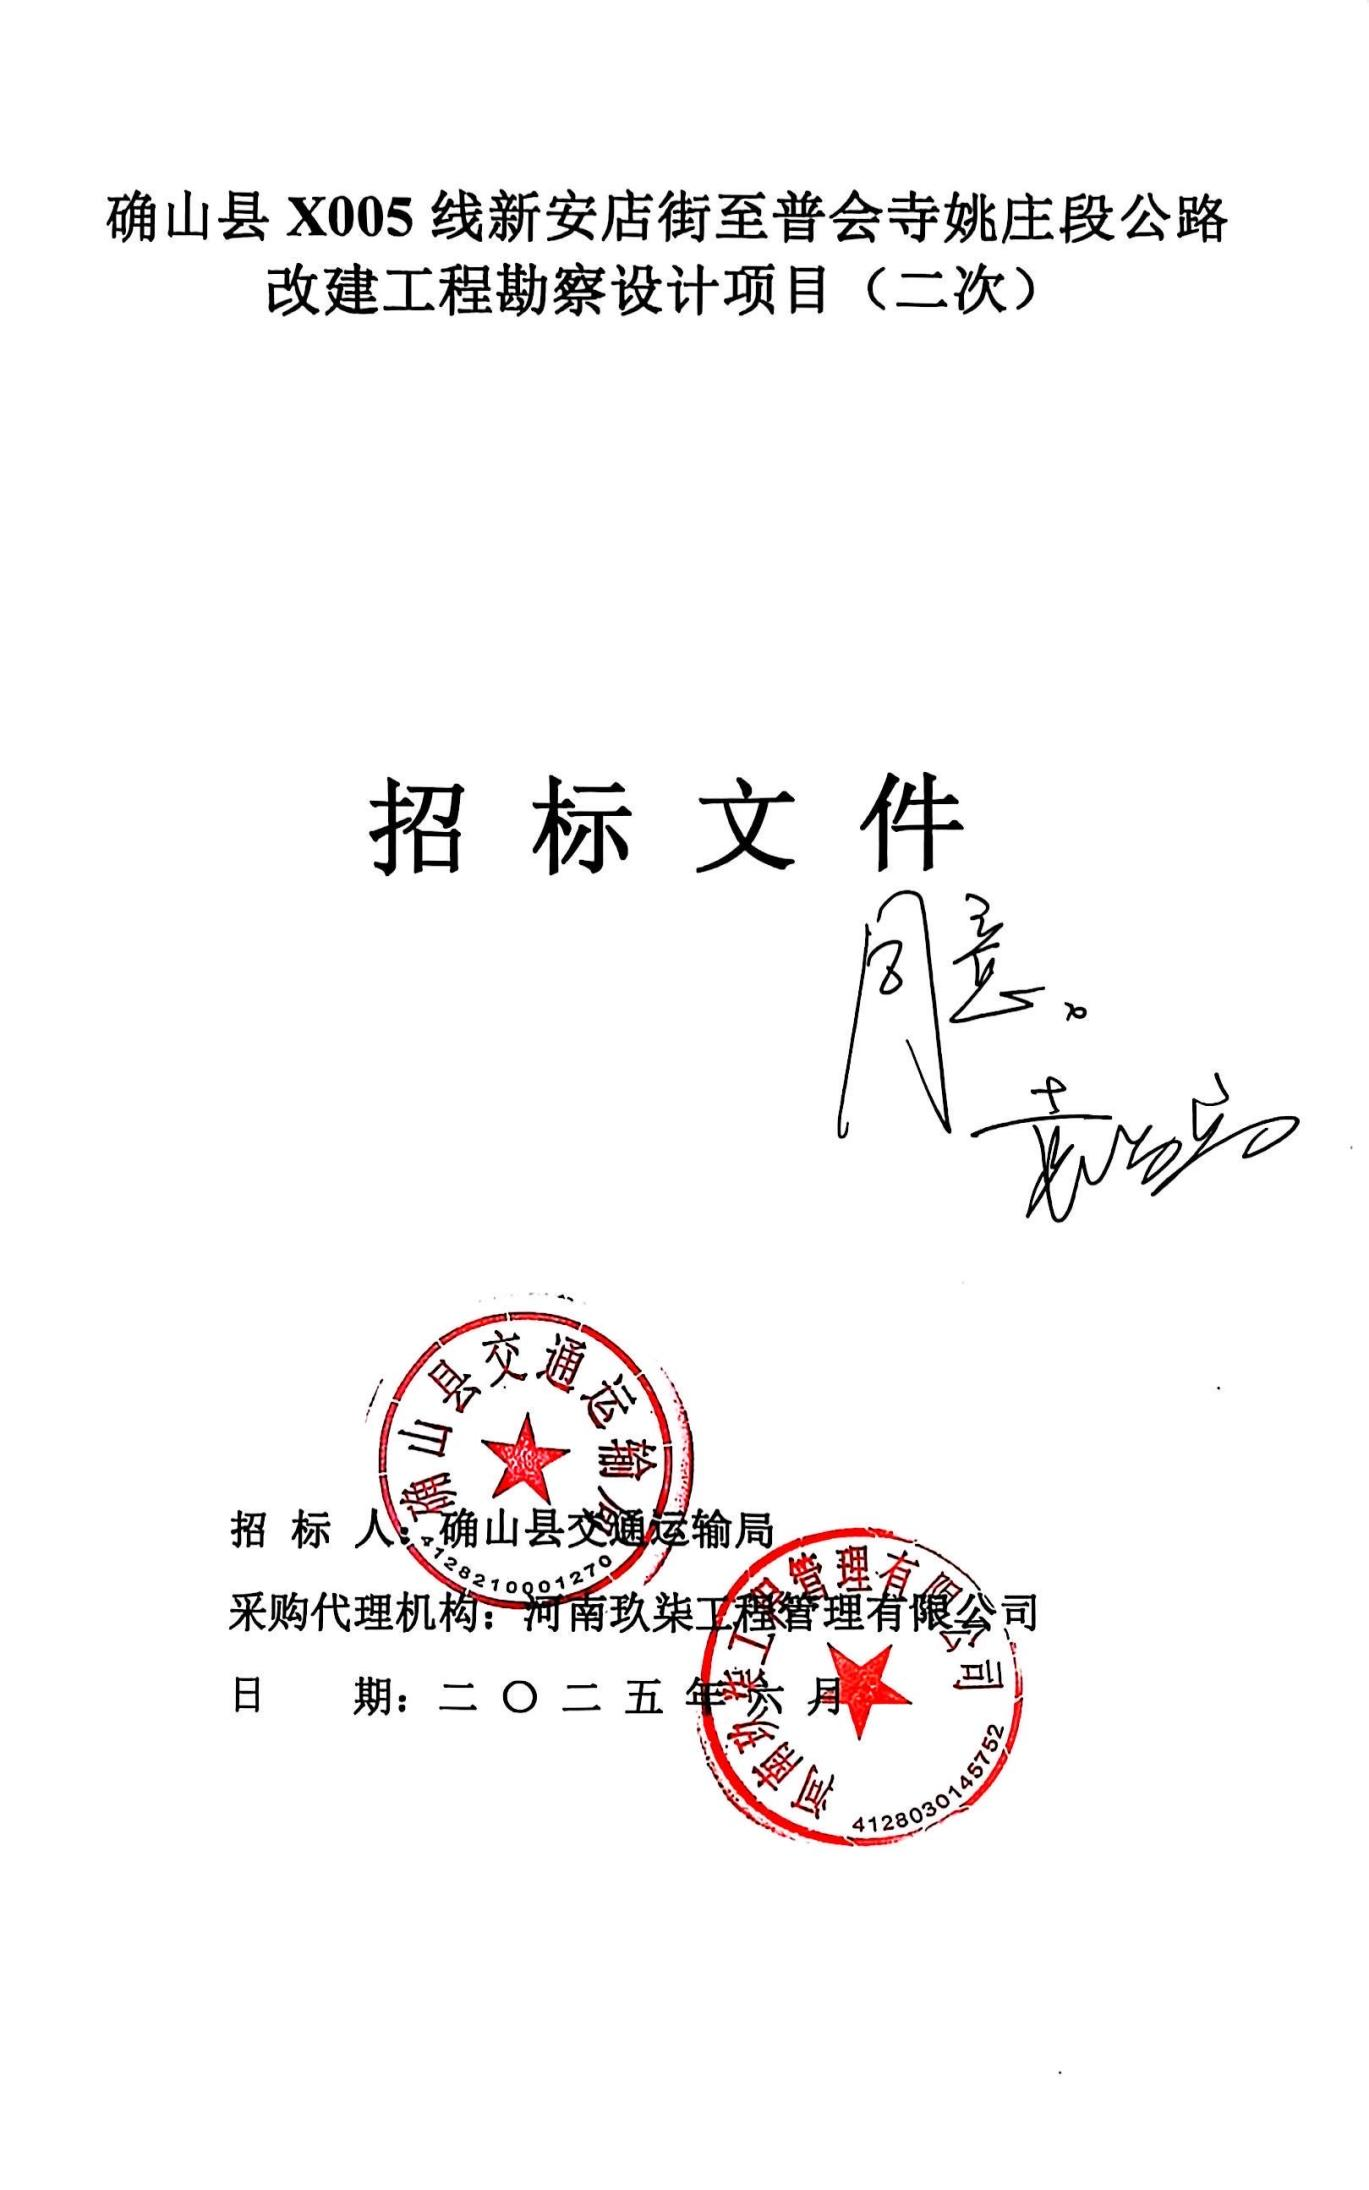 确山县 X005 线新安店街至普会寺姚庄段公路
改建工程勘察设计项目（二次）
招 标 文 件
同意。
确山县交通运输局
4128210001270
招 标 人：确山县交通运输局
采购代理机构：河南玖柒工程管理有限公司
日 期：二〇二五年六月
河南玖柒工程管理有限公司
4128030145752